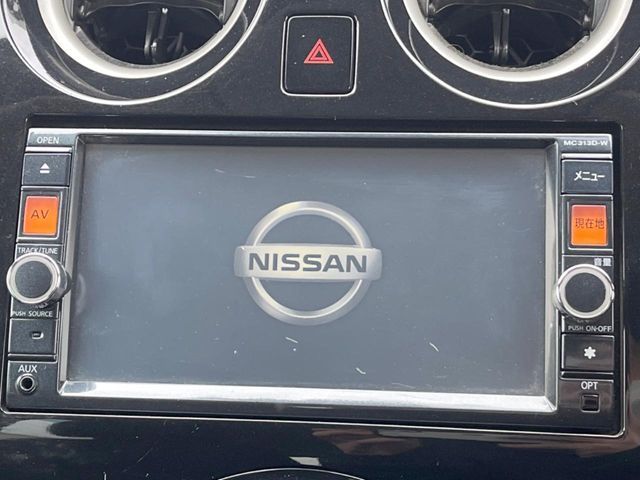 OPEN
MC313D-W
メニュー
AV
現在地
TRACK/TUNE
音量
NISSAN
PUSH SOURCE
PUSH ON-OFF
AUX
OPT